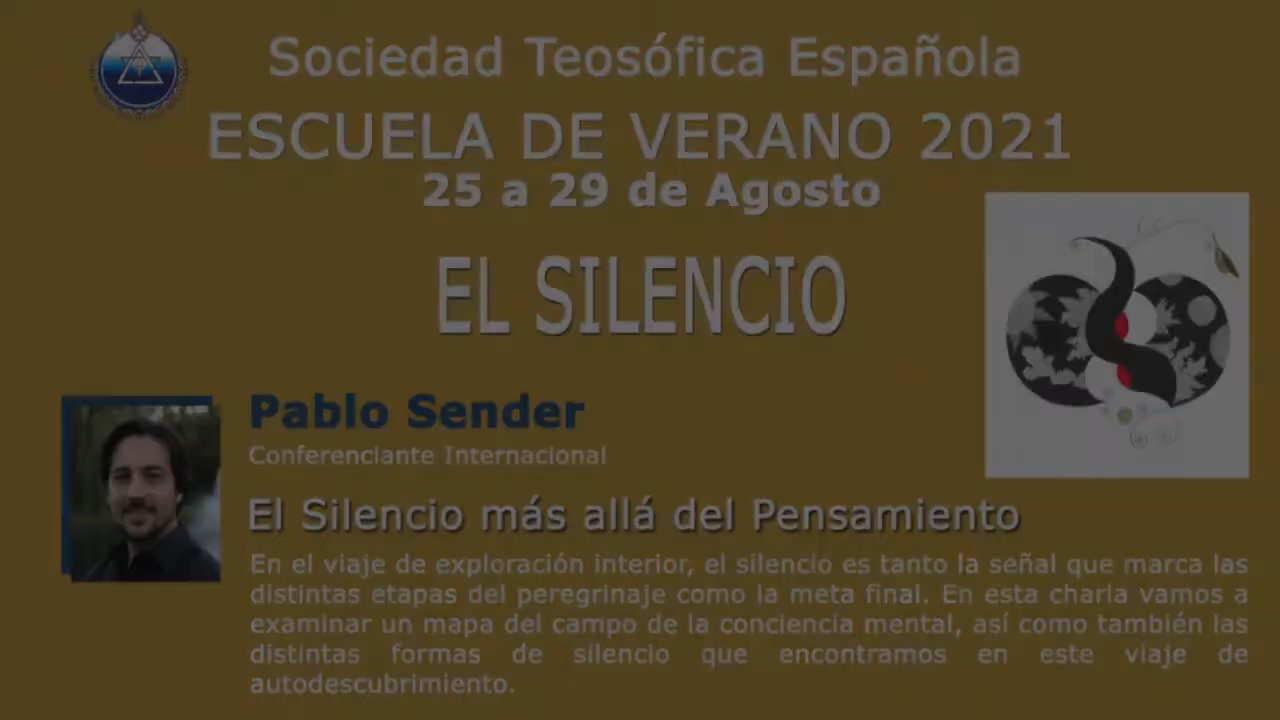 Sociedad Teosófica Española
ESCUELA DE VERANO 2021
25 a 29 de Agosto
EL SILENCIO
Pablo Sender
Conferenciante Internacional
El Silencio más allá del Pensamiento
En el viaje de exploración interior, el silencio es tanto la señal que marca las
distintas etapas del peregrinaje como la meta final. En esta charla vamos a
examinar un mapa del campo de la conciencia mental, así como también las
distintas formas de silencio que encontramos en este viaje de
autodescubrimiento.